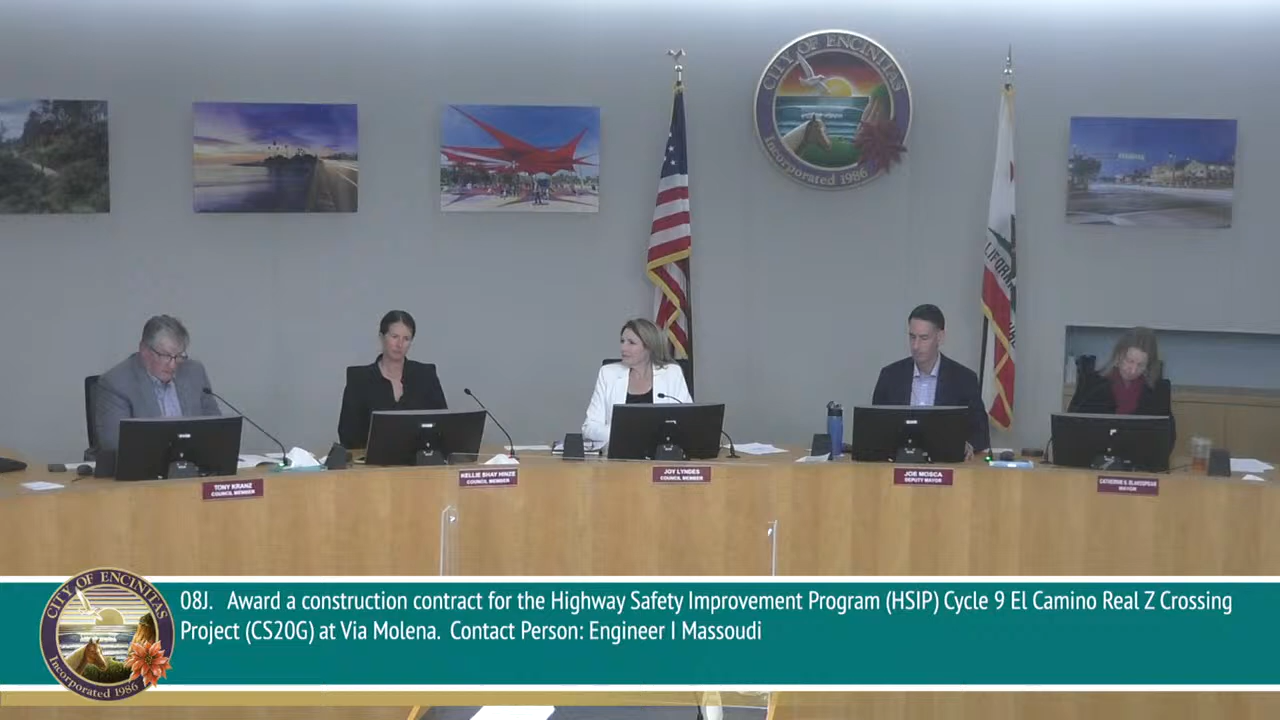 CITY OF ENCINITAS
Incorporated 1986
TONY KRANZ
COUNCIL MEMBER
KELLIE SHAY HINZE
COUNCIL MEMBER
JOY LYNDES
COUNCIL MEMBER
JOE MOSCA
DEPUTY MAYOR
CATHERINE S. BLAKESPEAR
MAYOR
CITY OF ENCINITAS
Incorporated 1986
08J. Award a construction contract for the Highway Safety Improvement Program (HSIP) Cycle 9 El Camino Real Z Crossing
Project (CS20G) at Via Molena. Contact Person: Engineer I Massoudi